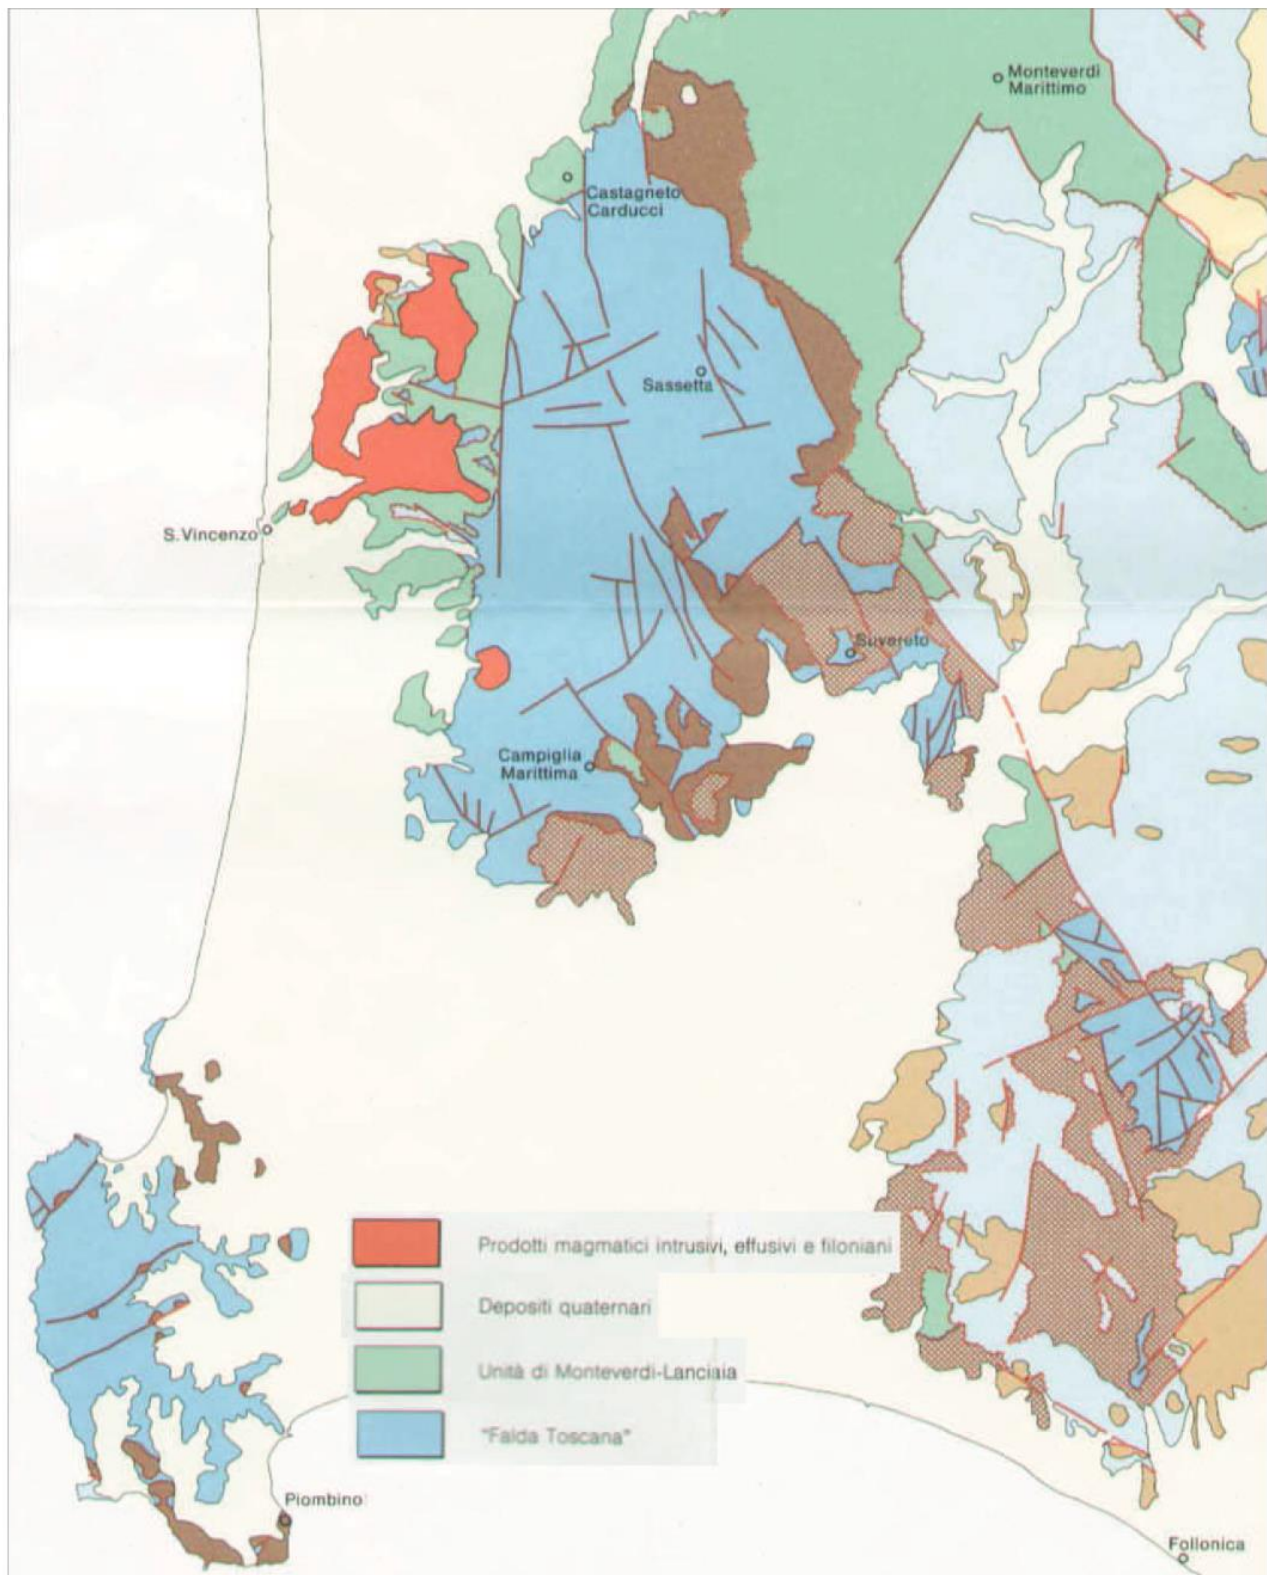 Monteverdi
Marittimo
Castagneto
Carducci
Sassetta
S.Vincenzo
Suvereto
Campiglia
Marittima
Prodotti magmatici intrusivi, effusivi e filoniani
Depositi quaternari
Unità di Monteverdi-Lanciaia
"Falda Toscana"
Piombino
Follonica